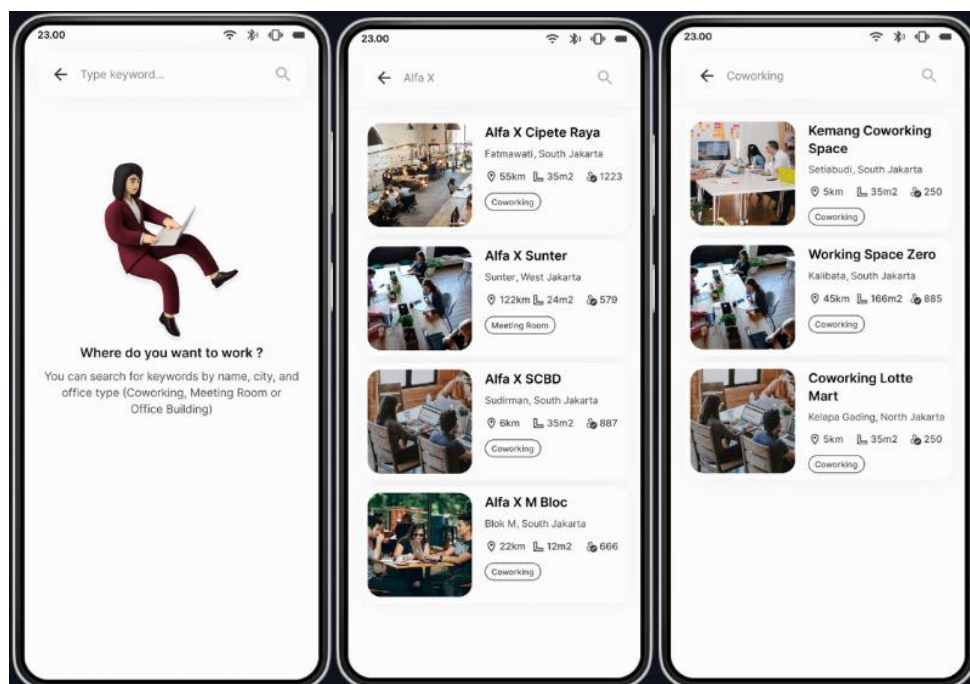 23.00
Type keyword...
Where do you want to work ?
You can search for keywords by name, city, and
office type (Coworking, Meeting Room or
Office Building)
23.00
Alfa X
Alfa X Cipete Raya
Fatmawati, South Jakarta
55km 35m2 1223
Coworking
Alfa X Sunter
Sunter, West Jakarta
122km 24m2 579
Meeting Room
Alfa X SCBD
Sudirman, South Jakarta
6km 35m2 887
Coworking
Alfa X M Bloc
Blok M, South Jakarta
22km 12m2 666
Coworking
23.00
Coworking
Kemang Coworking
Space
Setiabudi, South Jakarta
5km 35m2 250
Coworking
Working Space Zero
Kalibata, South Jakarta
45km 166m2 885
Coworking
Coworking Lotte
Mart
Kelapa Gading, North Jakarta
5km 35m2 250
Coworking